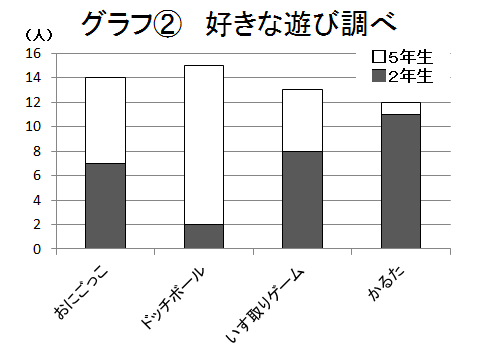 グラフ②　好きな遊び調べ
(人)
□5年生
■2年生
16
14
12
10
8
6
4
2
0
おにごっこ
ドッチボール
いす取りゲーム
かるた